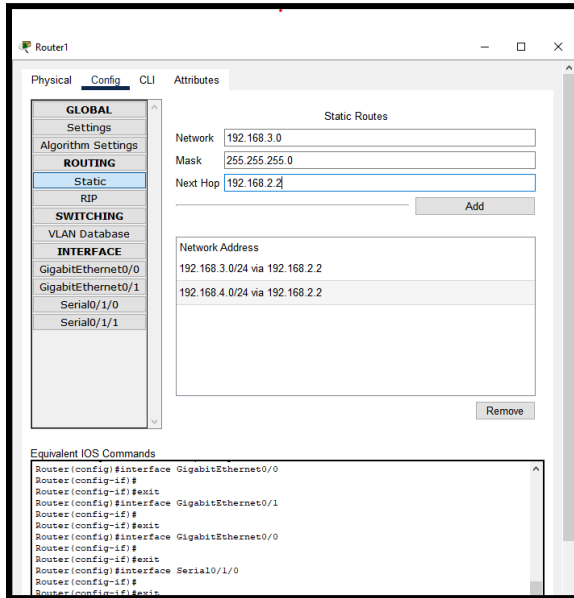 Router1
Physical Config CLI Attributes
GLOBAL
Settings
Algorithm Settings
ROUTING
Static
RIP
SWITCHING
VLAN Database
INTERFACE
GigabitEthernet0/0
GigabitEthernet0/1
Serial0/1/0
Serial0/1/1
Static Routes
Network 192.168.3.0
Mask 255.255.255.0
Next Hop 192.168.2.2
Add
Network Address
192.168.3.0/24 via 192.168.2.2
192.168.4.0/24 via 192.168.2.2
Remove
Equivalent IOS Commands
Router(config)#interface GigabitEthernet0/0
Router(config-if)#
Router(config-if)#exit
Router(config)#interface GigabitEthernet0/1
Router(config-if)#
Router(config-if)#exit
Router(config)#interface GigabitEthernet0/0
Router(config-if)#
Router(config-if)#exit
Router(config)#interface Serial0/1/0
Router(config-if)#
Router(config-if)#exit